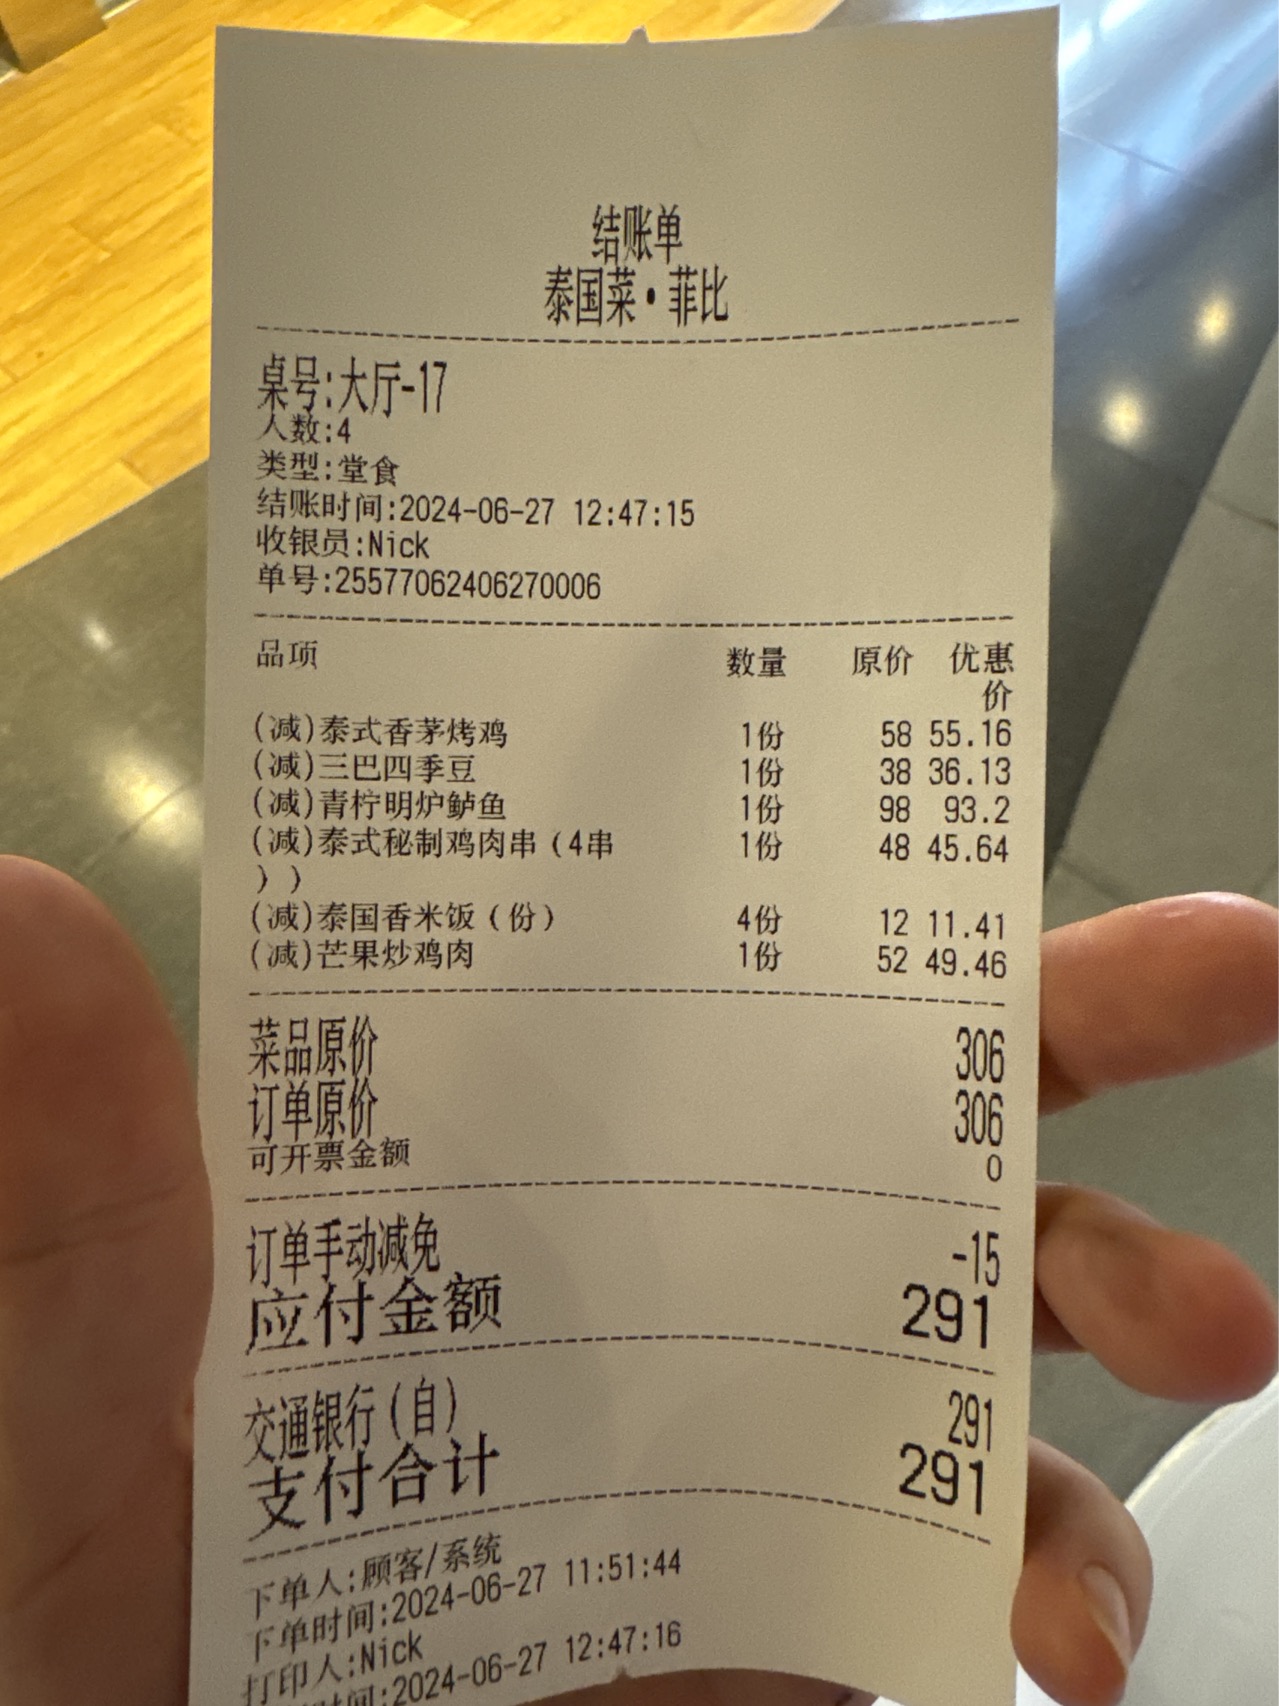 结账单
泰国菜•菲比
桌号:大厅-17
人数:4
类型:堂食
结账时间:2024-06-27 12:47:15
收银员:Nick
单号:25577062406270006
品项 数量 原价 优惠
价
(减)泰式香茅烤鸡 1份 58 55.16
(减)三巴四季豆 1份 38 36.13
(减)青柠明炉鲈鱼 1份 98 93.2
(减)泰式秘制鸡肉串(4串 1份 48 45.64
))
(减)泰国香米饭(份) 4份 12 11.41
(减)芒果炒鸡肉 1份 52 49.46
菜品原价 306
订单原价 306
可开票金额 0
订单手动减免 -15
应付金额 291
交通银行(自) 291
支付合计 291
下单人:顾客/系统
下单时间:2024-06-27 11:51:44
打印人:Nick
时间:2024-06-27 12:47:16